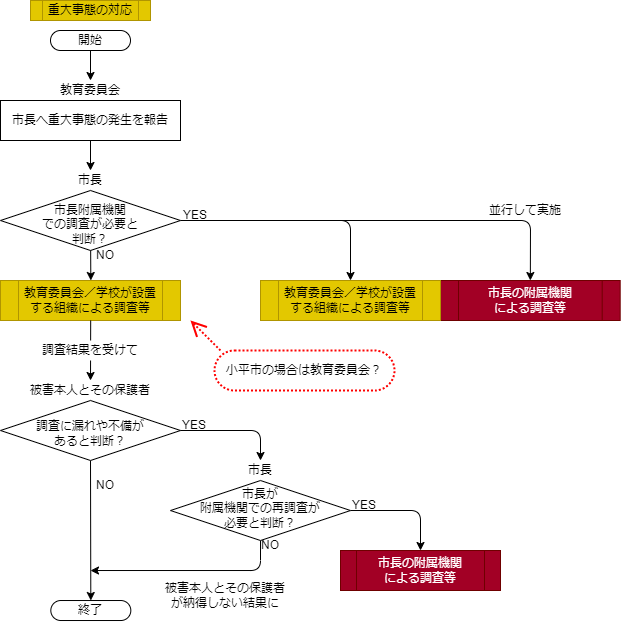 重大事態の対応
開始
教育委員会
市長へ重大事態の発生を報告
市長
市長附属機関
での調査が必要と
判断？
YES
並行して実施
NO
教育委員会／学校が設置
する組織による調査等
教育委員会／学校が設置
する組織による調査等
市長の附属機関
による調査等
調査結果を受けて
小平市の場合は教育委員会？
被害本人とその保護者
調査に漏れや不備が
あると判断？
YES
NO
市長
市長が
附属機関での再調査が
必要と判断？
YES
NO
市長の附属機関
による調査等
被害本人とその保護者
が納得しない結果に
終了